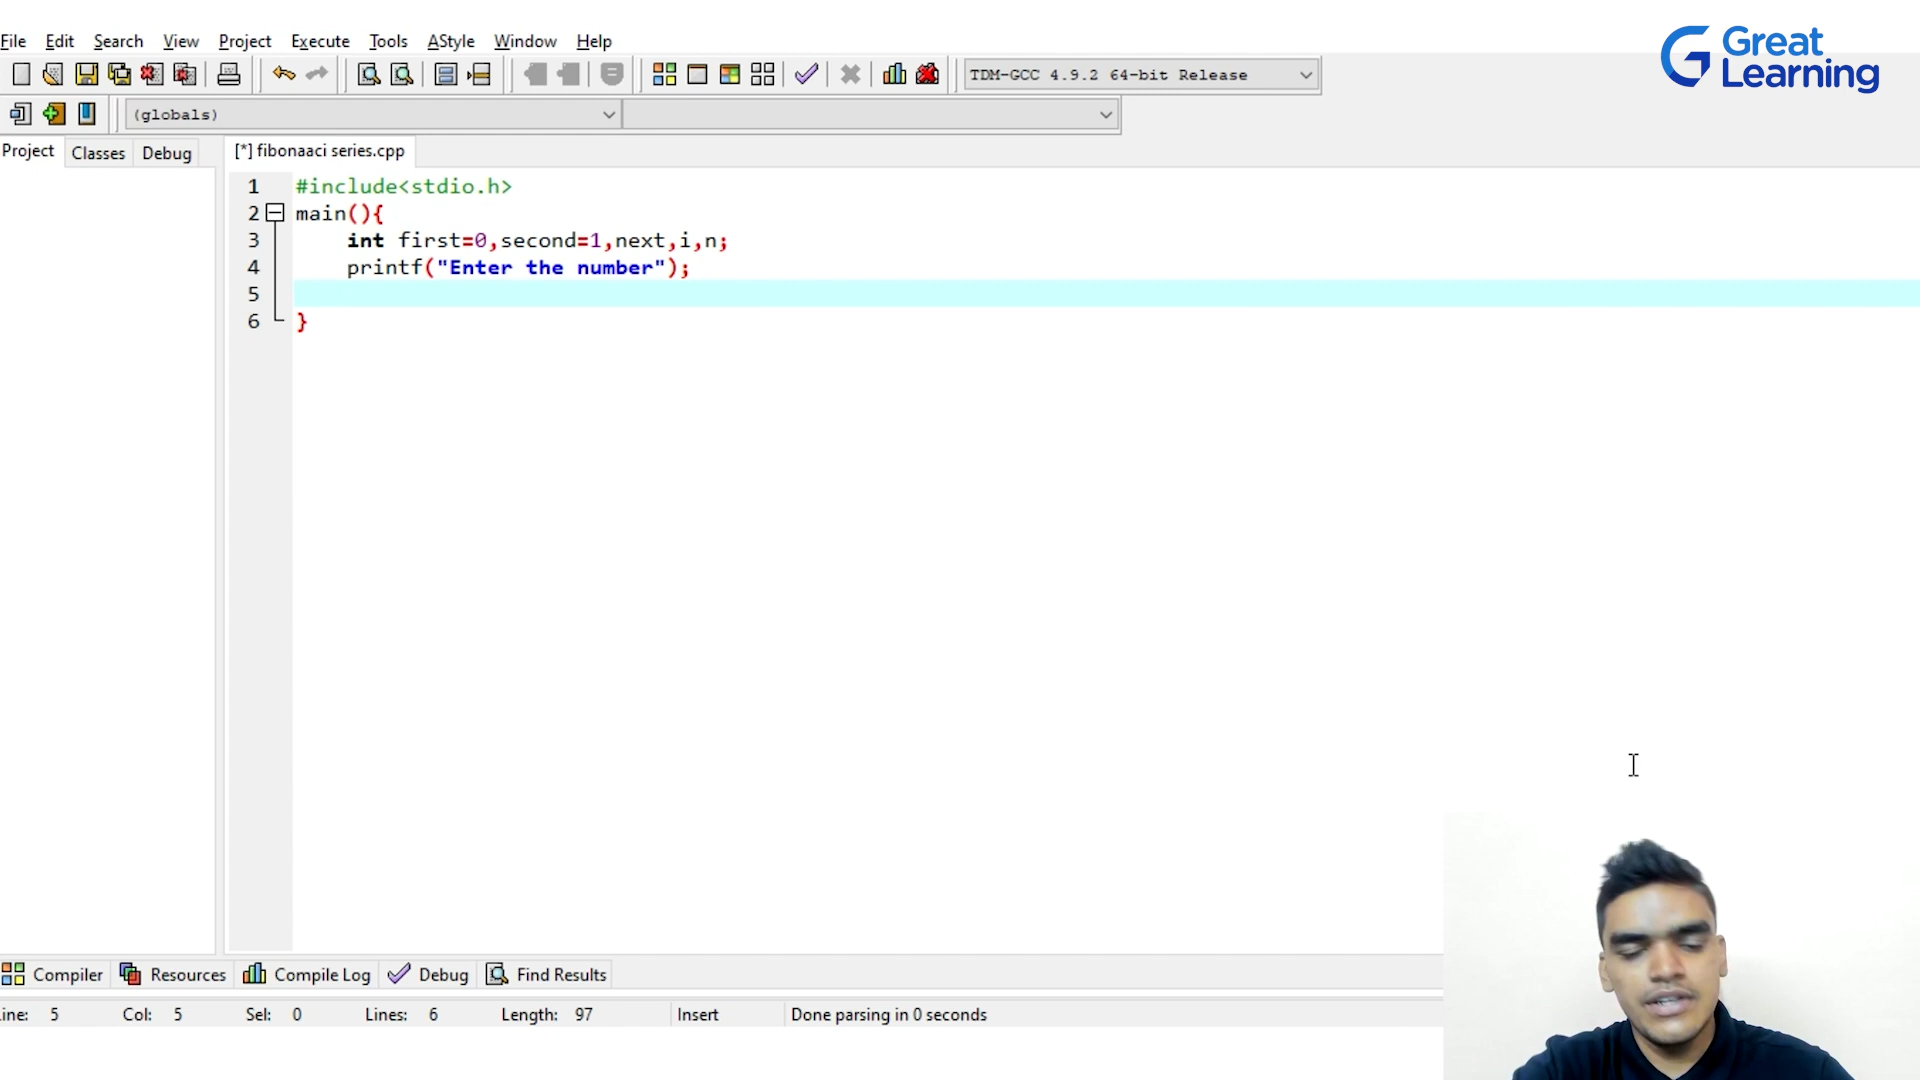 File Edit Search View Project Execute Tools AStyle Window Help
Great
Learning
TDM-GCC 4.9.2 64-bit Release
(globals)
Project Classes Debug [*] fibonaaci series.cpp
1 #include<stdio.h>
2 main(){
3 int first=0,second=1,next,i,n;
4 printf("Enter the number");
5
6 }
Compiler Resources Compile Log Debug Find Results
ine: 5 Col: 5 Sel: 0 Lines: 6 Length: 97 Insert Done parsing in 0 seconds